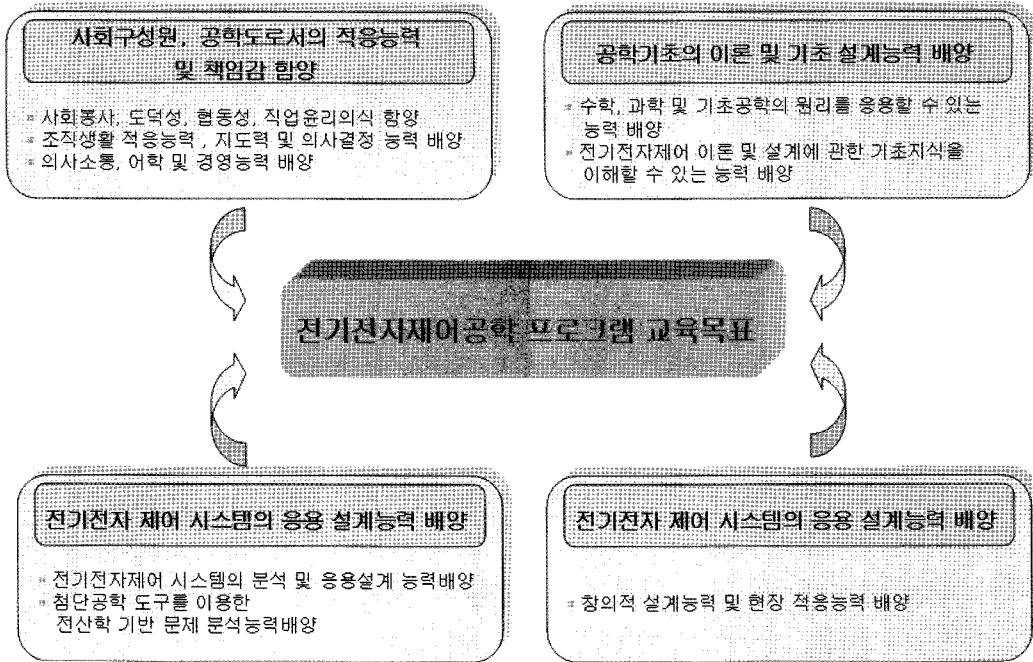 사회구성원, 공학도로서의 적응능력
및 책임감 함양
사회봉사, 도덕성, 협동성, 직업윤리의식 함양
조직생활 적응능력 , 지도력 및 의사결정 능력 배양
의사소통, 어학 및 경영능력 배양
공학기초의 이론 및 기초 설계능력 배양
수학, 과학 및 기초공학의 원리를 응용할 수 있는
능력 배양
전기전자제어 이론 및 설계에 관한 기초지식을
이해할 수 있는 능력 배양
전기전자제어공학 프로그램 교육목표
전기전자 제어 시스템의 응용 설계능력 배양
전기전자제어 시스템의 분석 및 응용설계 능력배양
첨단공학 도구를 이용한
전산학 기반 문제 분석능력배양
전기전자 제어 시스템의 응용 설계능력 배양
창의적 설계능력 및 현장 적응능력 배양